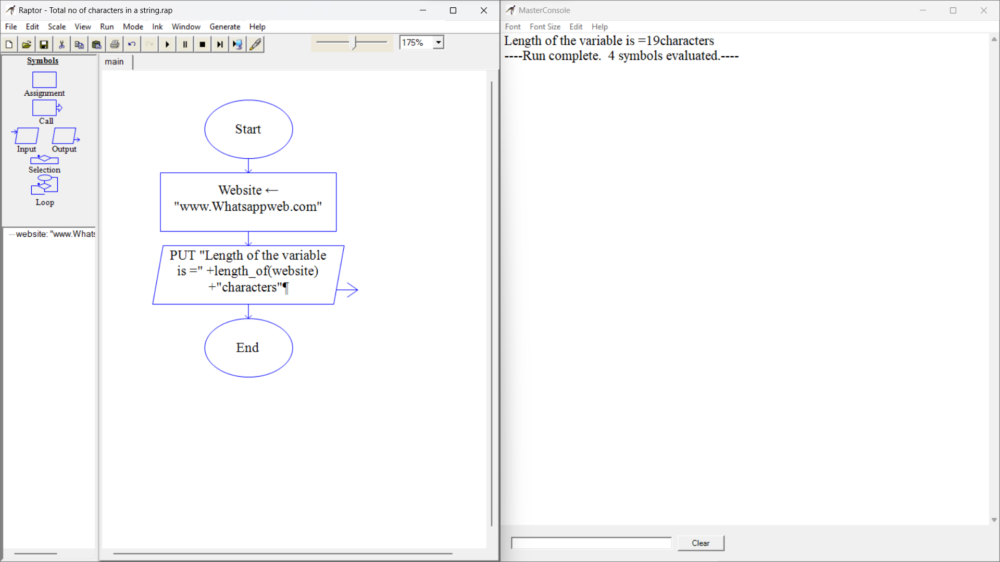 Raptor - Total no of characters in a string.rap
File Edit Scale View Run Mode Ink Window Generate Help
175%
Symbols
Assignment
Call
Input Output
Selection
Loop
website: "www.Whats
main
Start
Website ←
"www.Whatsappweb.com"
PUT "Length of the variable
is =" +length_of(website)
+"characters"¶
End
MasterConsole
Font Font Size Edit Help
Length of the variable is =19characters
----Run complete.  4 symbols evaluated.----
Clear